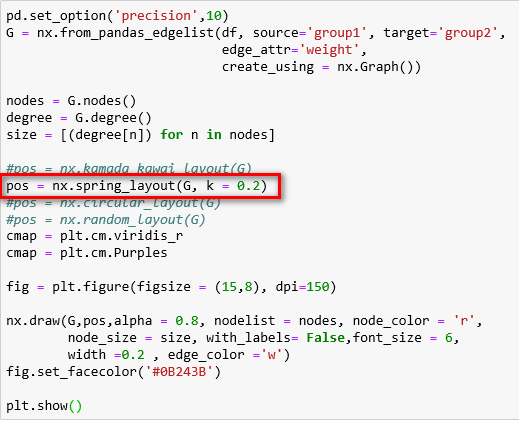 pd.set_option('precision',10)
G = nx.from_pandas_edgelist(df, source='group1', target='group2',
edge_attr='weight',
create_using = nx.Graph())
nodes = G.nodes()
degree = G.degree()
size = [(degree[n]) for n in nodes]
#pos = nx.kamada_kawai_layout(G)
pos = nx.spring_layout(G, k = 0.2)
#pos = nx.circular_layout(G)
#pos = nx.random_layout(G)
cmap = plt.cm.viridis_r
cmap = plt.cm.Purples
fig = plt.figure(figsize = (15,8), dpi=150)
nx.draw(G,pos,alpha = 0.8, nodelist = nodes, node_color = 'r',
node_size = size, with_labels= False,font_size = 6,
width =0.2 , edge_color ='w')
fig.set_facecolor('#0B243B')
plt.show()